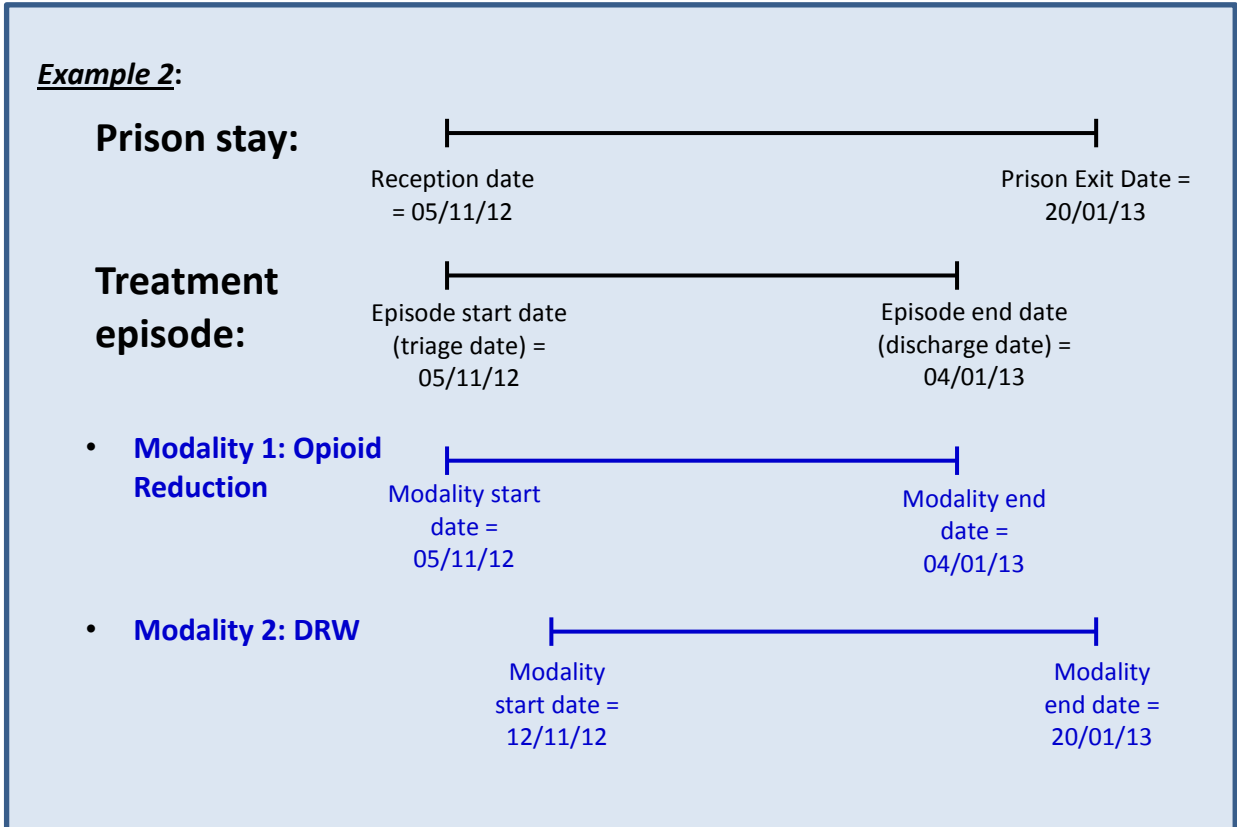 Example 2:
Prison stay:
Reception date
= 05/11/12
Prison Exit Date =
20/01/13
Treatment
episode:
Episode start date
(triage date) =
05/11/12
Episode end date
(discharge date) =
04/01/13
• Modality 1: Opioid
Reduction
Modality start
date =
05/11/12
Modality end
date =
04/01/13
• Modality 2: DRW
Modality
start date =
12/11/12
Modality
end date =
20/01/13